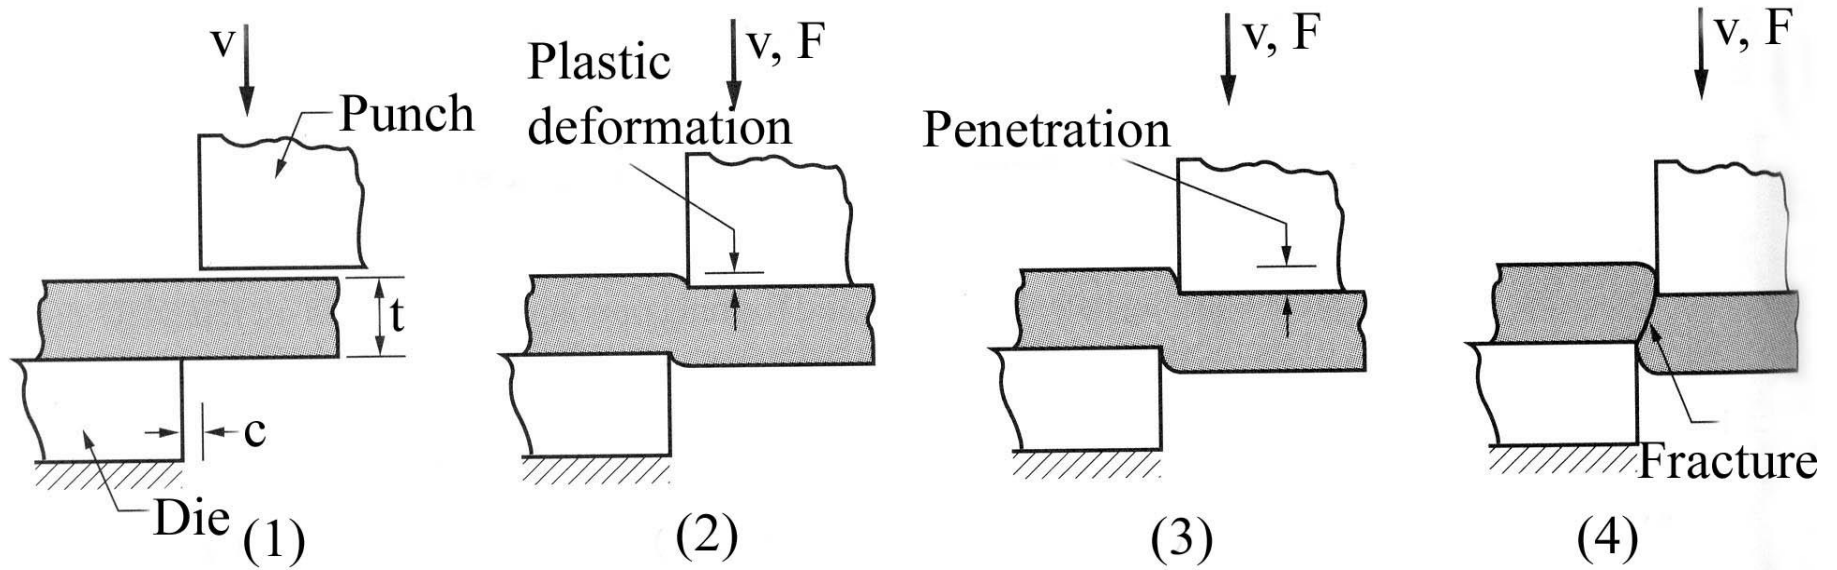 v
Punch
t
c
Die
(1)
v, F
Plastic
deformation
(2)
v, F
Penetration
(3)
v, F
Fracture
(4)